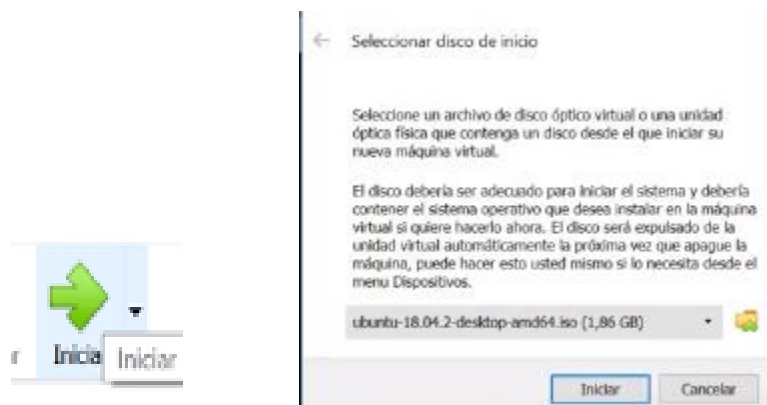 Seleccionar disco de inicio
Seleccione un archivo de disco óptico virtual o una unidad
óptica física que contenga un disco desde el que iniciar su
nueva máquina virtual.
El disco debería ser adecuado para iniciar el sistema y debería
contener el sistema operativo que desea instalar en la máquina
virtual si quiere hacerlo ahora. El disco será expulsado de la
unidad virtual automáticamente la próxima vez que apague la
máquina, puede hacer esto usted mismo si lo necesita desde el
menu Dispositivos.
ubuntu-18.04.2-desktop-amd64.iso (1,86 GB)
Iniciar Cancelar
r Inicia Iniciar